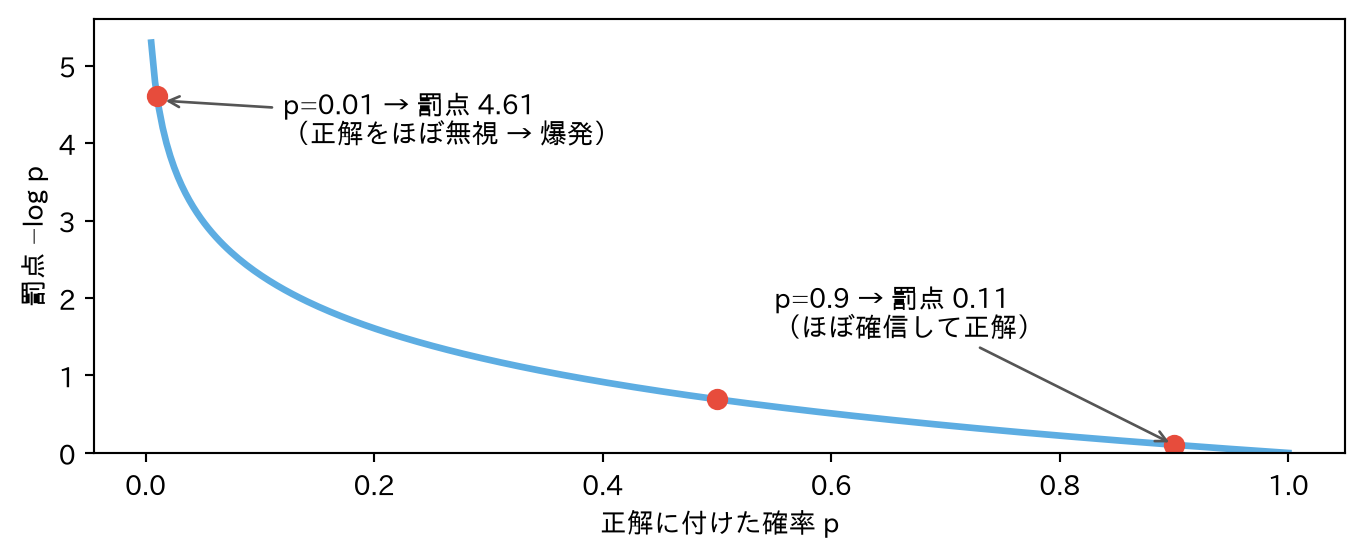 5
4
3
2
1
0
罰点 −log p
p=0.01 → 罰点 4.61
（正解をほぼ無視 → 爆発）
p=0.9 → 罰点 0.11
（ほぼ確信して正解）
0.0 0.2 0.4 0.6 0.8 1.0
正解に付けた確率 p